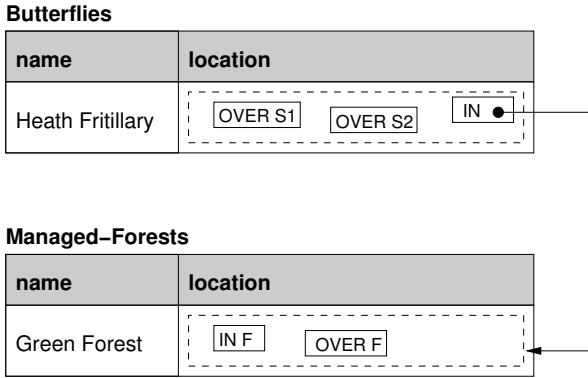 Butterflies
name location
Heath Fritillary OVER S1 OVER S2 IN
Managed–Forests
name location
Green Forest IN F OVER F